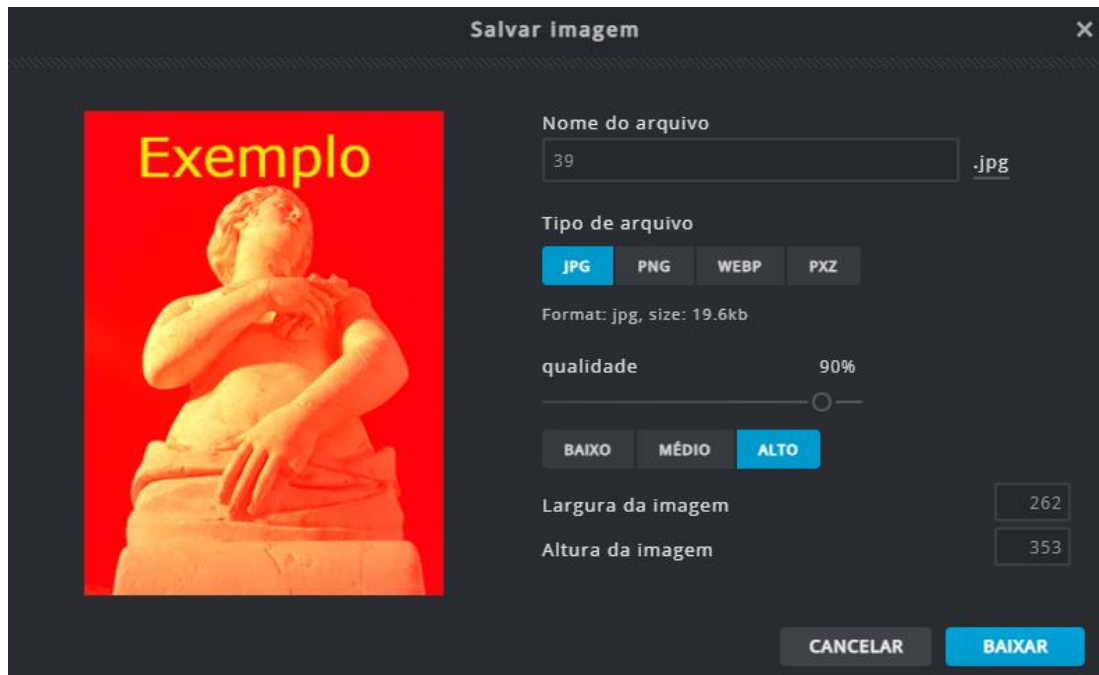 Salvar imagem ×
Exemplo
Nome do arquivo
39 .jpg
Tipo de arquivo
JPG PNG WEBP PXZ
Format: jpg, size: 19.6kb
qualidade 90%
BAIXO MÉDIO ALTO
Largura da imagem 262
Altura da imagem 353
CANCELAR BAIXAR